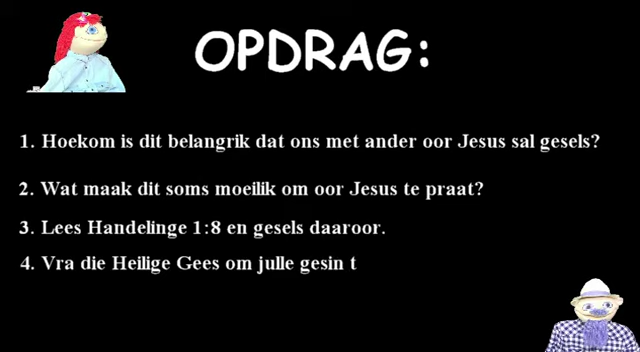 OPDRAG:
1. Hoekom is dit belangrik dat ons met ander oor Jesus sal gesels?
2. Wat maak dit soms moeilik om oor Jesus te praat?
3. Lees Handelinge 1:8 en gesels daaroor.
4. Vra die Heilige Gees om julle gesin t